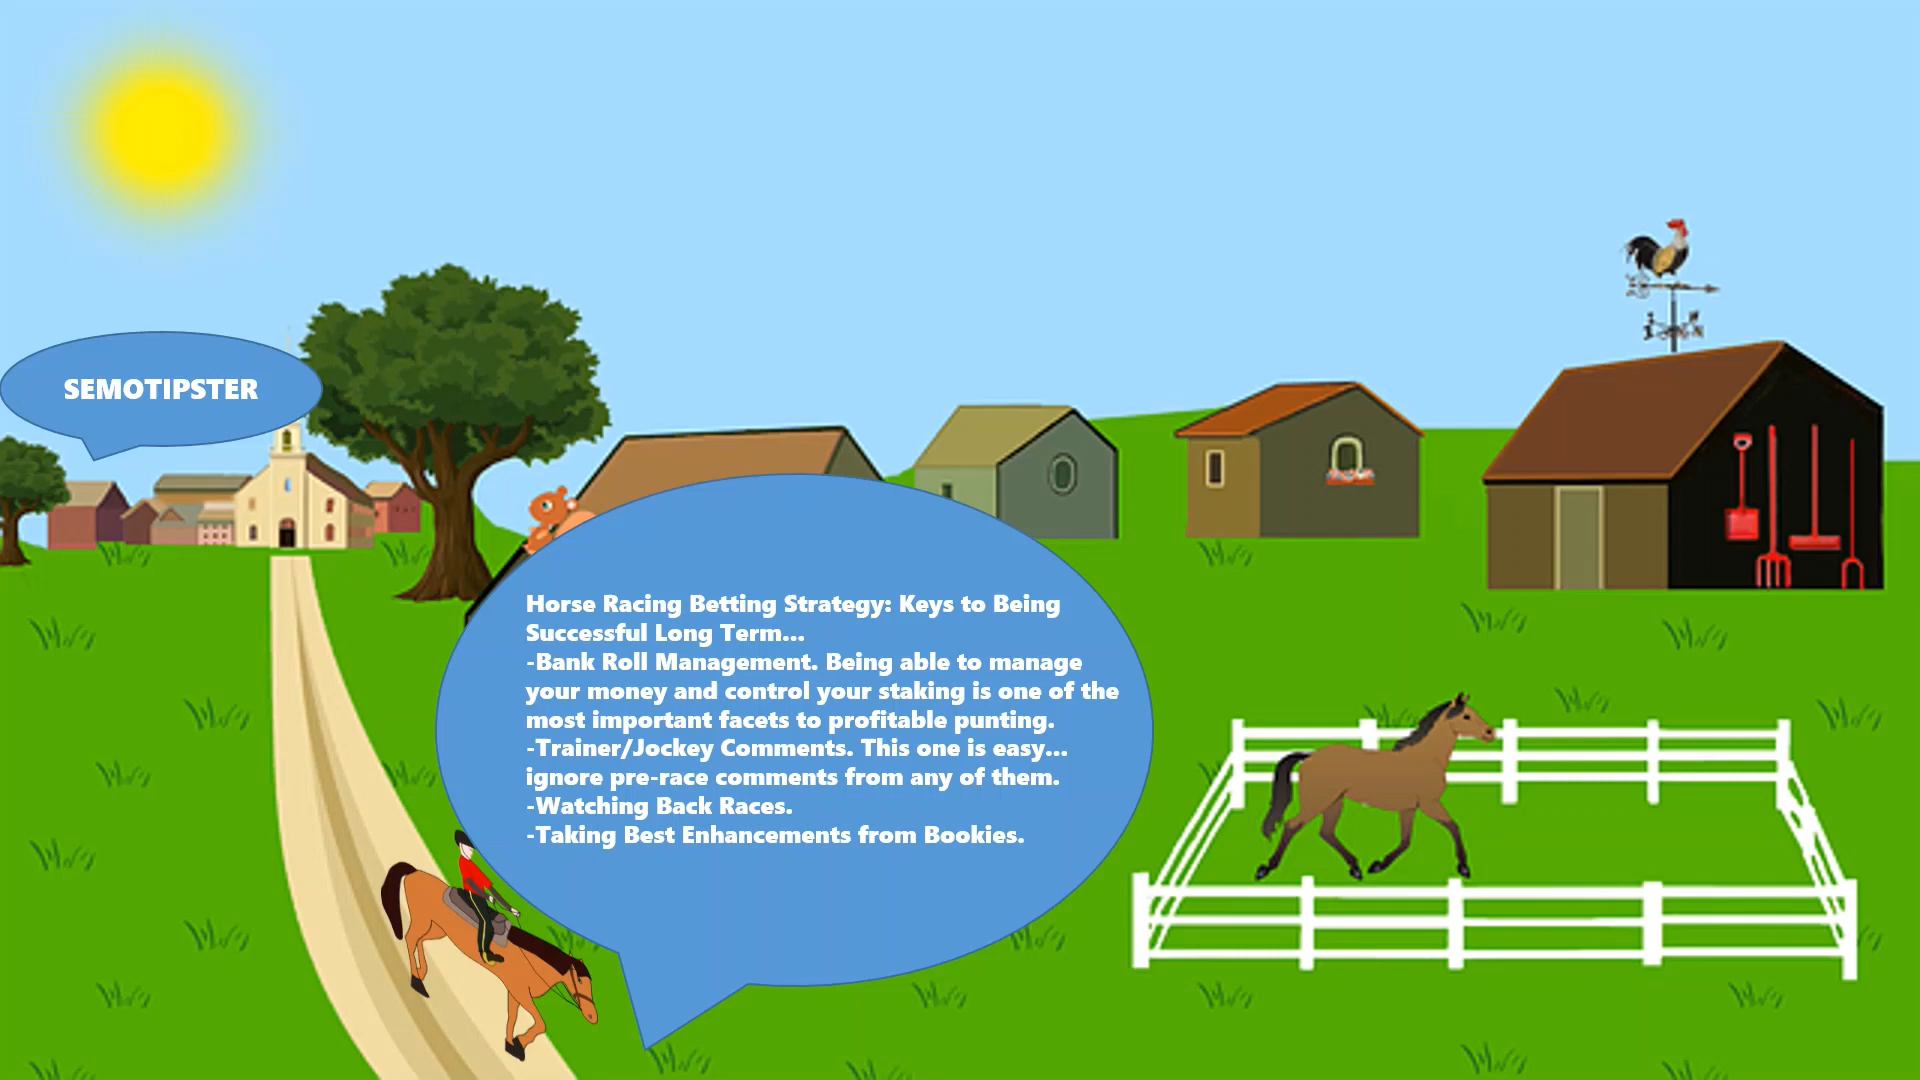 SEMOTIPSTER
Horse Racing Betting Strategy: Keys to Being
Successful Long Term...
-Bank Roll Management. Being able to manage
your money and control your staking is one of the
most important facets to profitable punting.
-Trainer/Jockey Comments. This one is easy...
ignore pre-race comments from any of them.
-Watching Back Races.
-Taking Best Enhancements from Bookies.